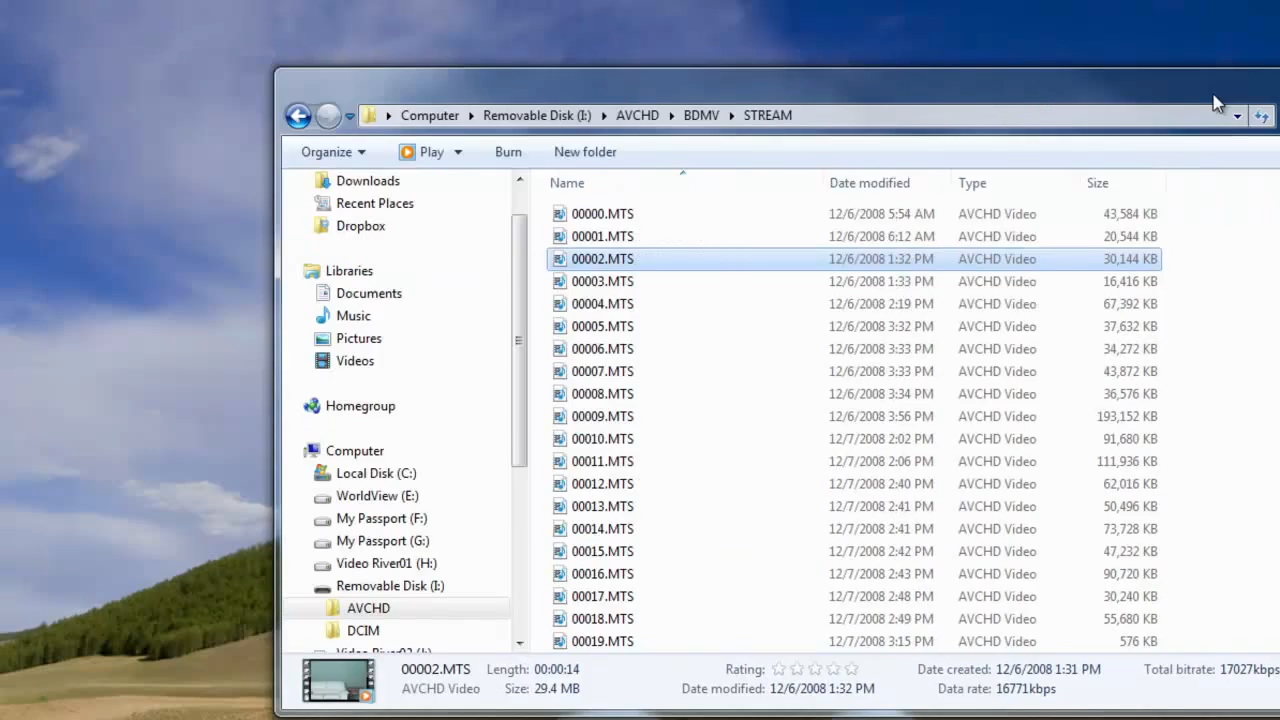 Computer Removable Disk (I:) AVCHD BDMV STREAM
Organize Play Burn New folder
Downloads
Recent Places
Dropbox
Libraries
Documents
Music
Pictures
Videos
Homegroup
Computer
Local Disk (C:)
WorldView (E:)
My Passport (F:)
My Passport (G:)
Video River01 (H:)
Removable Disk (I:)
AVCHD
DCIM
Name Date modified Type Size
00000.MTS 12/6/2008 5:54 AM AVCHD Video 43,584 KB
00001.MTS 12/6/2008 6:12 AM AVCHD Video 20,544 KB
00002.MTS 12/6/2008 1:32 PM AVCHD Video 30,144 KB
00003.MTS 12/6/2008 1:33 PM AVCHD Video 16,416 KB
00004.MTS 12/6/2008 2:19 PM AVCHD Video 67,392 KB
00005.MTS 12/6/2008 3:32 PM AVCHD Video 37,632 KB
00006.MTS 12/6/2008 3:33 PM AVCHD Video 34,272 KB
00007.MTS 12/6/2008 3:33 PM AVCHD Video 43,872 KB
00008.MTS 12/6/2008 3:34 PM AVCHD Video 36,576 KB
00009.MTS 12/6/2008 3:56 PM AVCHD Video 193,152 KB
00010.MTS 12/7/2008 2:02 PM AVCHD Video 91,680 KB
00011.MTS 12/7/2008 2:06 PM AVCHD Video 111,936 KB
00012.MTS 12/7/2008 2:40 PM AVCHD Video 62,016 KB
00013.MTS 12/7/2008 2:41 PM AVCHD Video 50,496 KB
00014.MTS 12/7/2008 2:41 PM AVCHD Video 73,728 KB
00015.MTS 12/7/2008 2:42 PM AVCHD Video 47,232 KB
00016.MTS 12/7/2008 2:43 PM AVCHD Video 90,720 KB
00017.MTS 12/7/2008 2:48 PM AVCHD Video 30,240 KB
00018.MTS 12/7/2008 2:49 PM AVCHD Video 55,680 KB
00019.MTS 12/7/2008 3:15 PM AVCHD Video 576 KB
00002.MTS Length: 00:00:14 Rating: Date created: 12/6/2008 1:31 PM Total bitrate: 17027kbps
AVCHD Video Size: 29.4 MB Date modified: 12/6/2008 1:32 PM Data rate: 16771kbps